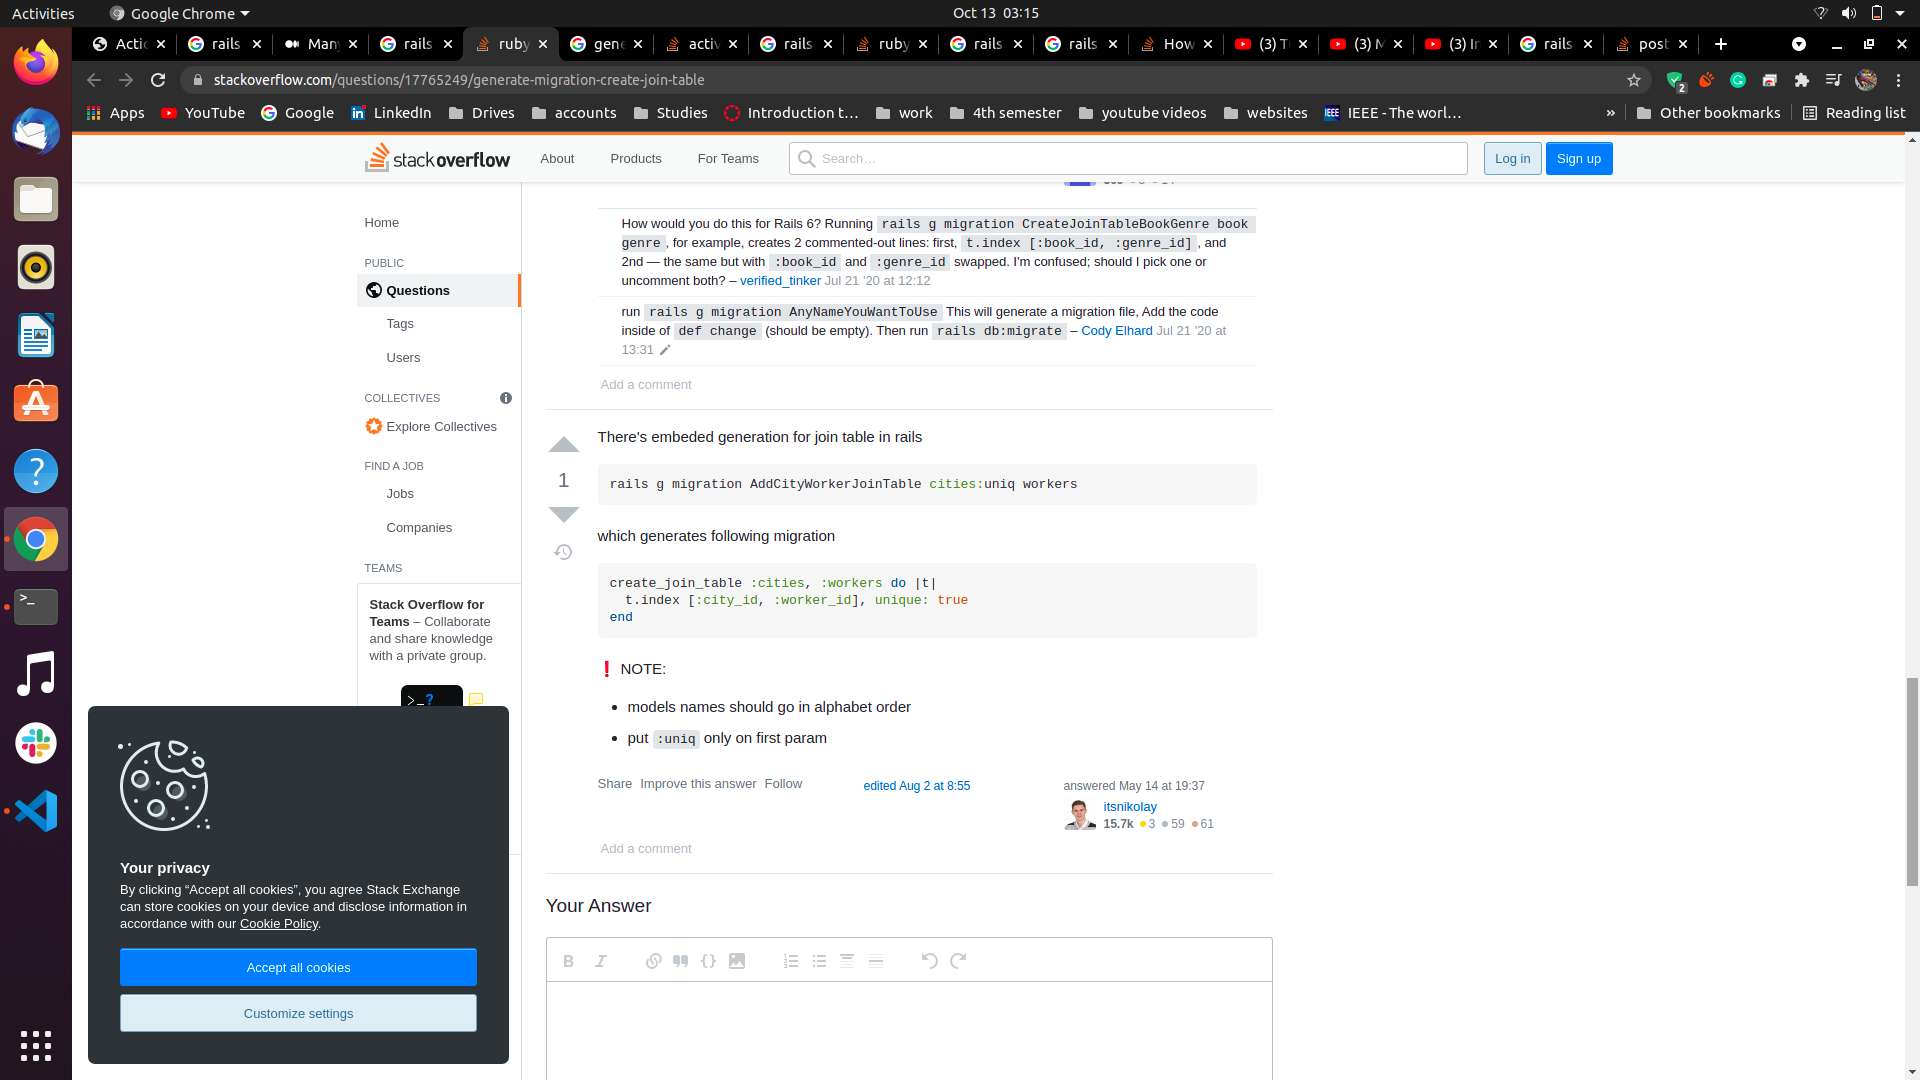 Activities
Google Chrome
Oct 13 03:15
Actio
rails
Many
rails
ruby
gene
activ
rails
ruby
rails
rails
How
(3) T
(3) M
(3) In
rails
post
stackoverflow.com/questions/17765249/generate-migration-create-join-table
2
Apps
YouTube
Google
LinkedIn
Drives
accounts
Studies
Introduction t…
work
4th semester
youtube videos
websites
IEEE
IEEE - The worl…
»
Other bookmarks
Reading list
stackoverflow
About
Products
For Teams
Search…
Log in
Sign up
Home
PUBLIC
Questions
Tags
Users
COLLECTIVES
Explore Collectives
FIND A JOB
Jobs
Companies
TEAMS
Stack Overflow for
Teams – Collaborate
and share knowledge
with a private group.
>_?
How would you do this for Rails 6? Running rails g migration CreateJoinTableBookGenre book
genre , for example, creates 2 commented-out lines: first, t.index [:book_id, :genre_id] , and
2nd — the same but with :book_id and :genre_id swapped. I'm confused; should I pick one or
uncomment both? – verified_tinker Jul 21 '20 at 12:12
run rails g migration AnyNameYouWantToUse This will generate a migration file, Add the code
inside of def change (should be empty). Then run rails db:migrate – Cody Elhard Jul 21 '20 at
13:31
Add a comment
1
There's embeded generation for join table in rails
rails g migration AddCityWorkerJoinTable cities:uniq workers
which generates following migration
create_join_table :cities, :workers do |t|
t.index [:city_id, :worker_id], unique: true
end
❗ NOTE:
• models names should go in alphabet order
• put :uniq only on first param
Share Improve this answer Follow
edited Aug 2 at 8:55
answered May 14 at 19:37
itsnikolay
15.7k 3 59 61
Add a comment
Your Answer
Your privacy
By clicking “Accept all cookies”, you agree Stack Exchange
can store cookies on your device and disclose information in
accordance with our Cookie Policy.
Accept all cookies
Customize settings